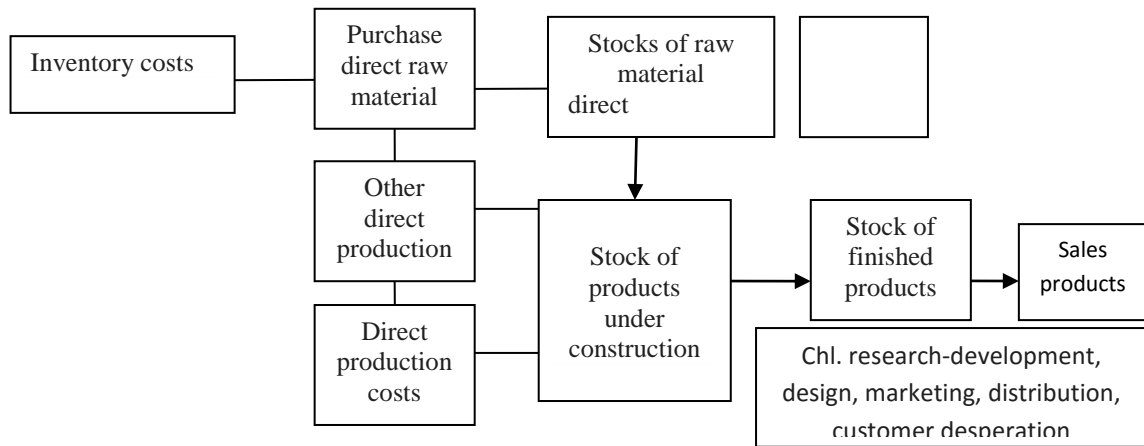 Inventory costs
Purchase
direct raw
material
Stocks of raw
material
direct
Other
direct
production
Direct
production
costs
Stock of
products
under
construction
Stock of
finished
products
Sales
products
Chl. research-development,
design, marketing, distribution,
customer desperation